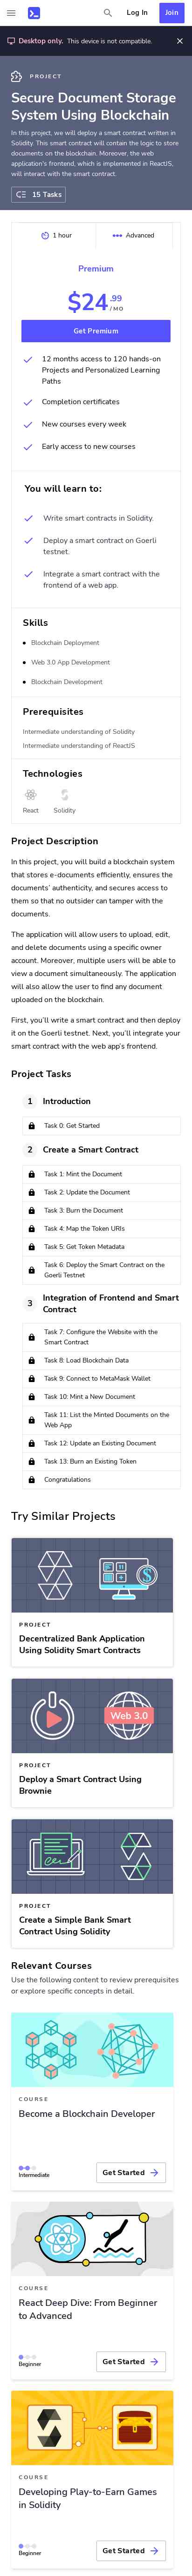 Log In
Join
Desktop only. This device is not compatible.
PROJECT
Secure Document Storage
System Using Blockchain
In this project, we will deploy a smart contract written in
Solidity. This smart contract will contain the logic to store
documents on the blockchain. Moreover, the web
application's frontend, which is implemented in ReactJS,
will interact with the smart contract.
15 Tasks
1 hour
Advanced
Premium
$24.99
/ MO
Get Premium
12 months access to 120 hands-on
Projects and Personalized Learning
Paths
Completion certificates
New courses every week
Early access to new courses
You will learn to:
Write smart contracts in Solidity.
Deploy a smart contract on Goerli
testnet.
Integrate a smart contract with the
frontend of a web app.
Skills
Blockchain Deployment
Web 3.0 App Development
Blockchain Development
Prerequisites
Intermediate understanding of Solidity
Intermediate understanding of ReactJS
Technologies
React
Solidity
Project Description
In this project, you will build a blockchain system
that stores e-documents efficiently, ensures the
documents' authenticity, and secures access to
them so that no outsider can tamper with the
documents.
The application will allow users to upload, edit,
and delete documents using a specific owner
account. Moreover, multiple users will be able to
view a document simultaneously. The application
will also allow the user to track any document
uploaded on the blockchain.
First, you'll write a smart contract and then deploy
it on the Goerli testnet. Next, you'll integrate your
smart contract with the web app's frontend.
Project Tasks
1
Introduction
Task 0: Get Started
2
Create a Smart Contract
Task 1: Mint the Document
Task 2: Update the Document
Task 3: Burn the Document
Task 4: Map the Token URIs
Task 5: Get Token Metadata
Task 6: Deploy the Smart Contract on the
Goerli Testnet
3
Integration of Frontend and Smart
Contract
Task 7: Configure the Website with the
Smart Contract
Task 8: Load Blockchain Data
Task 9: Connect to MetaMask Wallet
Task 10: Mint a New Document
Task 11: List the Minted Documents on the
Web App
Task 12: Update an Existing Document
Task 13: Burn an Existing Token
Congratulations
Try Similar Projects
PROJECT
Decentralized Bank Application
Using Solidity Smart Contracts
Web 3.0
PROJECT
Deploy a Smart Contract Using
Brownie
PROJECT
Create a Simple Bank Smart
Contract Using Solidity
Relevant Courses
Use the following content to review prerequisites
or explore specific concepts in detail.
COURSE
Become a Blockchain Developer
Intermediate
Get Started
COURSE
React Deep Dive: From Beginner
to Advanced
Beginner
Get Started
COURSE
Developing Play-to-Earn Games
in Solidity
Beginner
Get Started